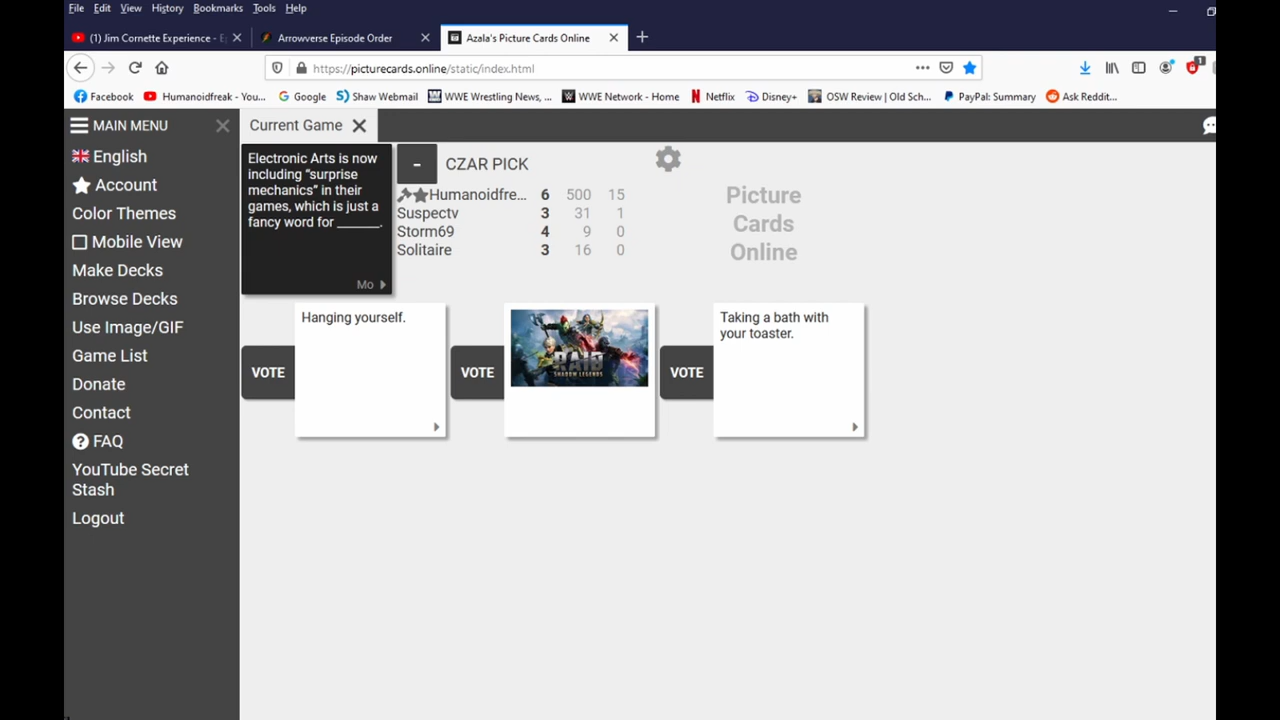 File Edit View History Bookmarks Tools Help
(1) Jim Cornette Experience - E
Arrowverse Episode Order
Azala's Picture Cards Online
https://picturecards.online/static/index.html
1
Facebook
Humanoidfreak - You...
Google
Shaw Webmail
WWE Wrestling News, ...
WWE Network - Home
Netflix
Disney+
OSW Review | Old Sch...
PayPal: Summary
Ask Reddit...
MAIN MENU
Current Game
English
Account
Color Themes
Mobile View
Make Decks
Browse Decks
Use Image/GIF
Game List
Donate
Contact
FAQ
YouTube Secret
Stash
Logout
Electronic Arts is now
including “surprise
mechanics” in their
games, which is just a
fancy word for ______.
Mo
-
CZAR PICK
Humanoidfre... 6 500 15
Suspectv 3 31 1
Storm69 4 9 0
Solitaire 3 16 0
Picture
Cards
Online
VOTE
Hanging yourself.
VOTE
RAID
SHADOW LEGENDS
VOTE
Taking a bath with
your toaster.